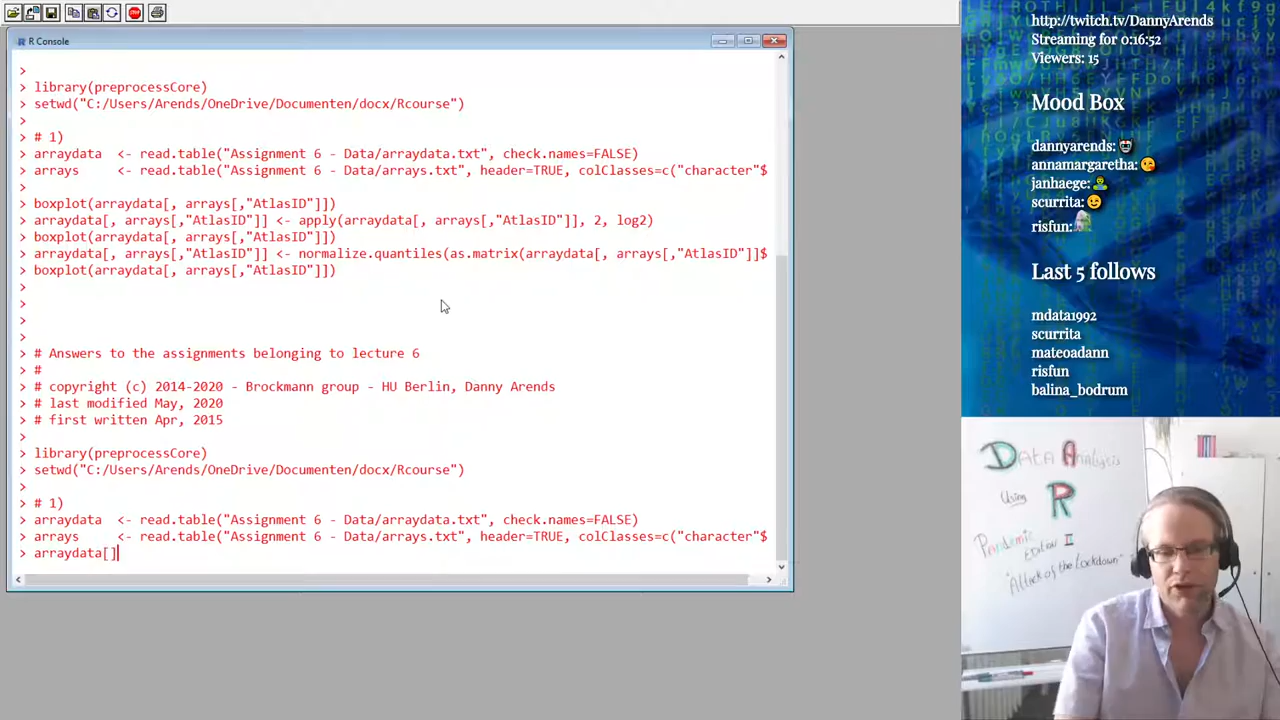 R Console
>
> library(preprocessCore)
> setwd("C:/Users/Arends/OneDrive/Documenten/docx/Rcourse")
>
> # 1)
> arraydata  <- read.table("Assignment 6 - Data/arraydata.txt", check.names=FALSE)
> arrays     <- read.table("Assignment 6 - Data/arrays.txt", header=TRUE, colClasses=c("character"$
>
> boxplot(arraydata[, arrays[,"AtlasID"]])
> arraydata[, arrays[,"AtlasID"]] <- apply(arraydata[, arrays[,"AtlasID"]], 2, log2)
> boxplot(arraydata[, arrays[,"AtlasID"]])
> arraydata[, arrays[,"AtlasID"]] <- normalize.quantiles(as.matrix(arraydata[, arrays[,"AtlasID"]]$
> boxplot(arraydata[, arrays[,"AtlasID"]])
>
>
>
>
> # Answers to the assignments belonging to lecture 6
> #
> # copyright (c) 2014-2020 - Brockmann group - HU Berlin, Danny Arends
> # last modified May, 2020
> # first written Apr, 2015
>
> library(preprocessCore)
> setwd("C:/Users/Arends/OneDrive/Documenten/docx/Rcourse")
>
> # 1)
> arraydata  <- read.table("Assignment 6 - Data/arraydata.txt", check.names=FALSE)
> arrays     <- read.table("Assignment 6 - Data/arrays.txt", header=TRUE, colClasses=c("character"$
> arraydata[]
http://twitch.tv/DannyArends
Streaming for 0:16:52
Viewers: 15
Mood Box
dannyarends:
annamargaretha:
janhaege:
scurrita:
risfun:
Last 5 follows
mdata1992
scurrita
mateoadann
risfun
balina_bodrum
Data Analysis
Using
R
Pandemic
Edition II
"Attack of the Lockdown"